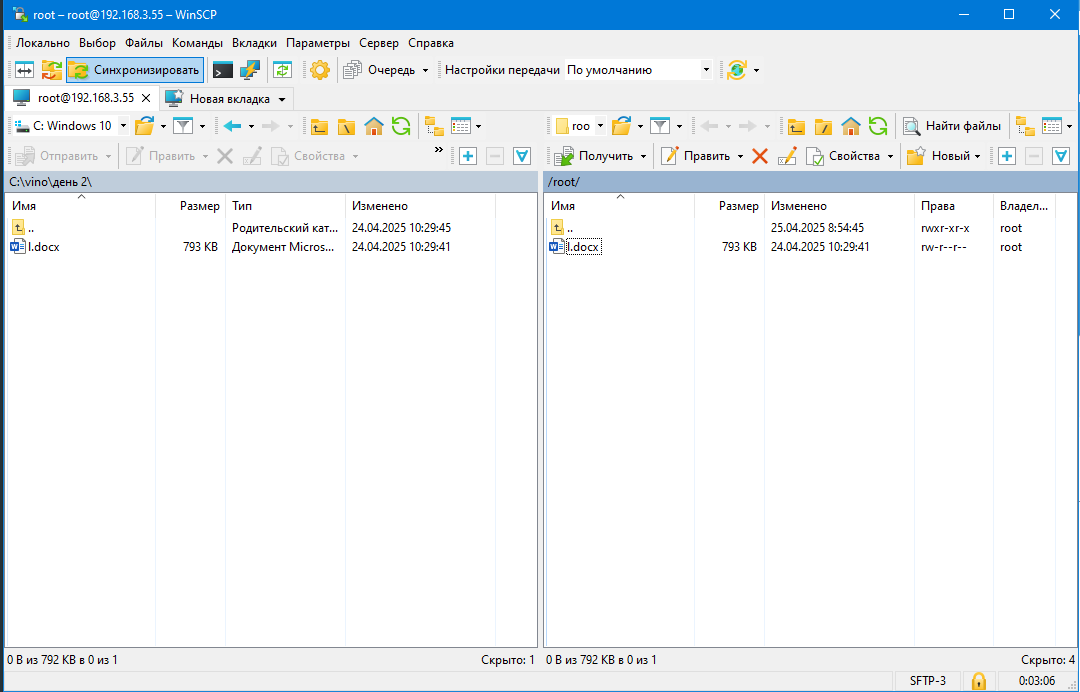 root – root@192.168.3.55 – WinSCP
Локально Выбор Файлы Команды Вкладки Параметры Сервер Справка
Синхронизировать Очередь Настройки передачи По умолчанию
root@192.168.3.55 Новая вкладка
C: Windows 10 roo Найти файлы
Отправить Править Свойства » Получить Править Свойства Новый
C:\vino\день 2\ /root/
Имя Размер Тип Изменено Имя Размер Изменено Права Владел...
.. Родительский кат... 24.04.2025 10:29:45 .. 25.04.2025 8:54:45 rwxr-xr-x root
l.docx 793 KB Документ Micros... 24.04.2025 10:29:41 l.docx 793 KB 24.04.2025 10:29:41 rw-r--r-- root
0 B из 792 KB в 0 из 1 Скрыто: 1 0 B из 792 KB в 0 из 1 Скрыто: 4
SFTP-3 0:03:06